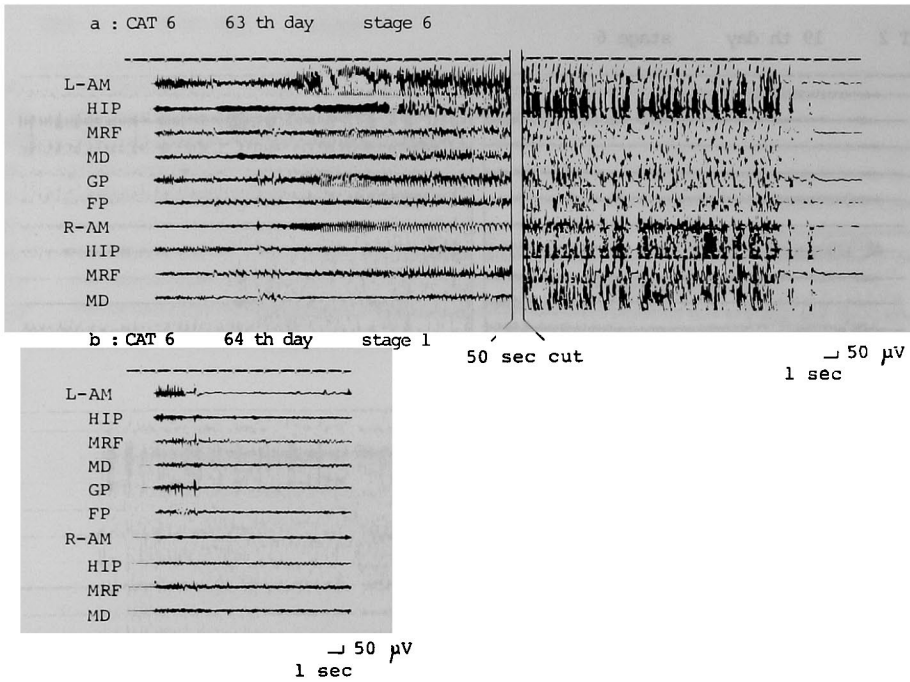 a : CAT 6 63 th day stage 6
L-AM
HIP
MRF
MD
GP
FP
R-AM
HIP
MRF
MD
50 sec cut
50 µV
1 sec
b : CAT 6 64 th day stage 1
L-AM
HIP
MRF
MD
GP
FP
R-AM
HIP
MRF
MD
50 µV
1 sec